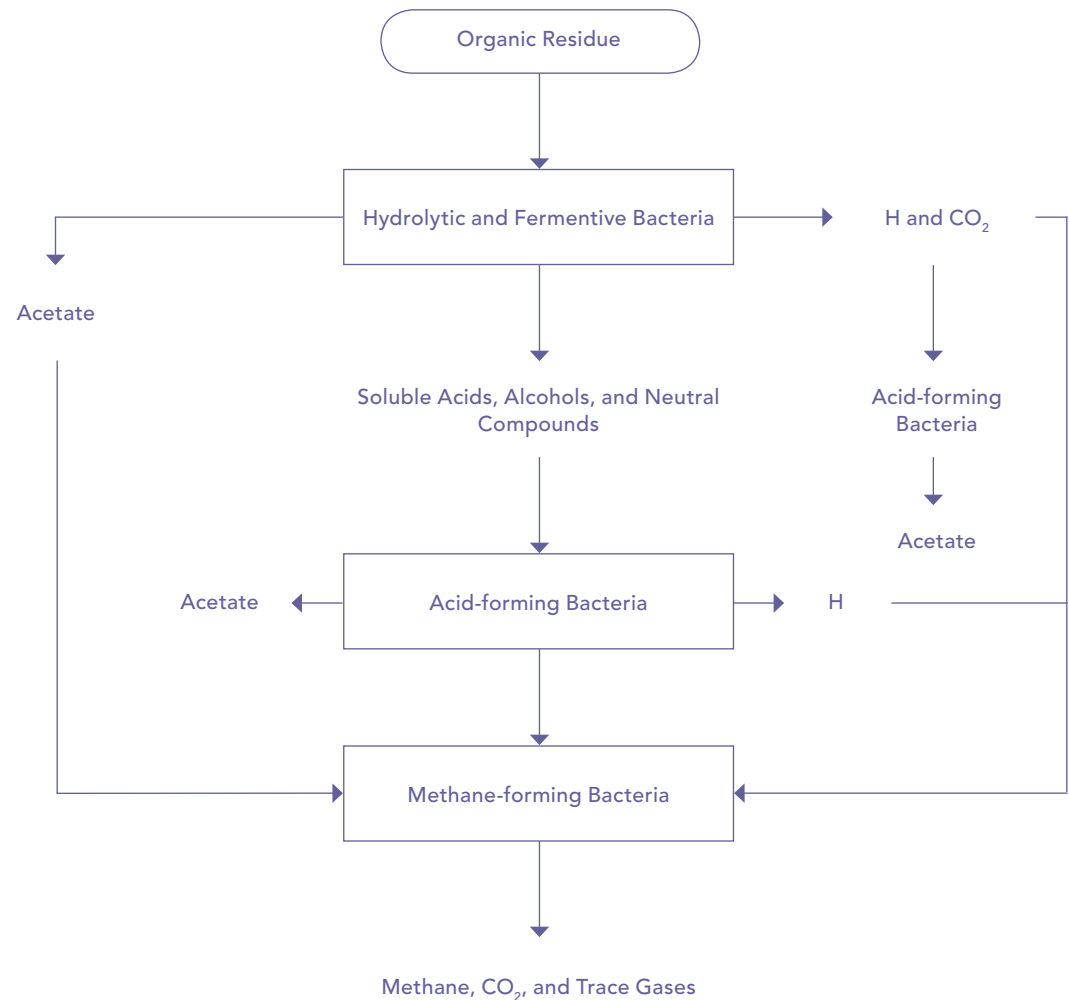 Organic Residue
Hydrolytic and Fermentive Bacteria
H and CO₂
Acetate
Soluble Acids, Alcohols, and Neutral
Compounds
Acid-forming
Bacteria
Acetate
Acetate
Acid-forming Bacteria
H
Methane-forming Bacteria
Methane, CO₂, and Trace Gases